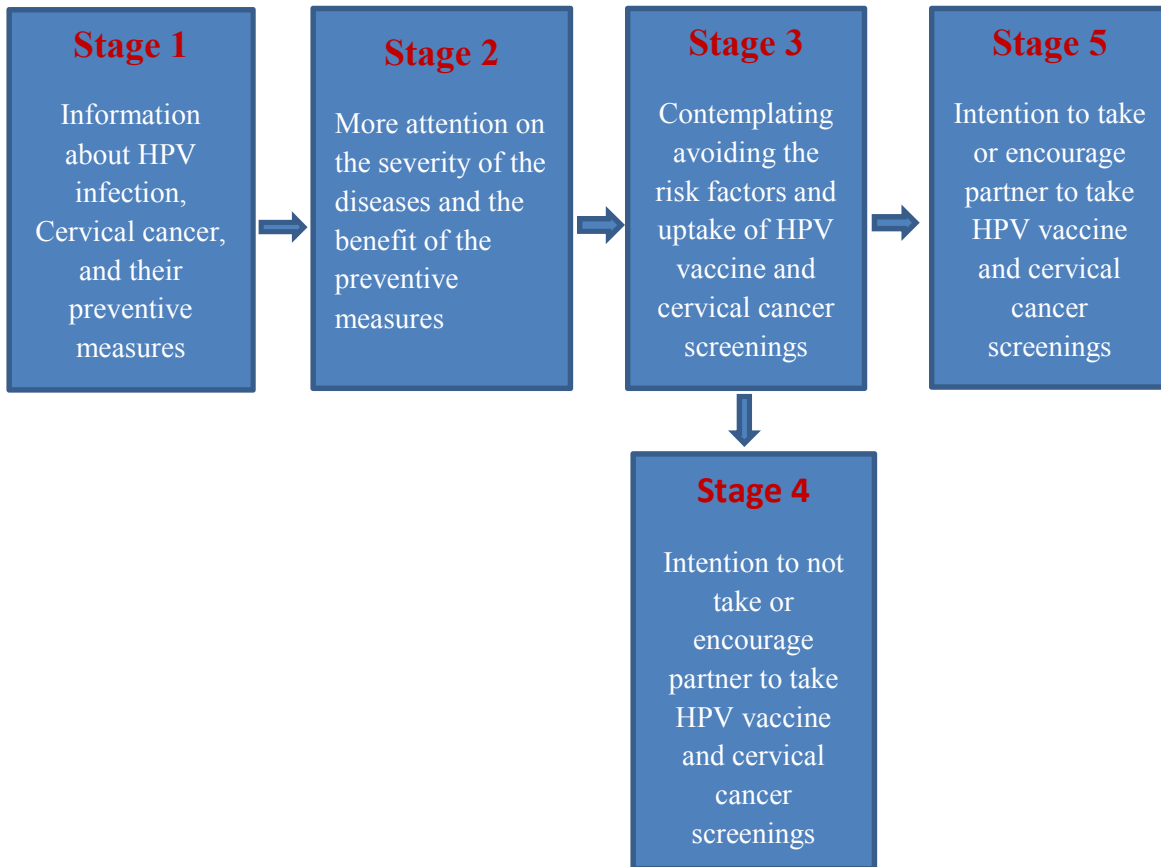 Stage 1
Information
about HPV
infection,
Cervical cancer,
and their
preventive
measures
Stage 2
More attention on
the severity of the
diseases and the
benefit of the
preventive
measures
Stage 3
Contemplating
avoiding the
risk factors and
uptake of HPV
vaccine and
cervical cancer
screenings
Stage 5
Intention to take
or encourage
partner to take
HPV vaccine
and cervical
cancer
screenings
Stage 4
Intention to not
take or
encourage
partner to take
HPV vaccine
and cervical
cancer
screenings